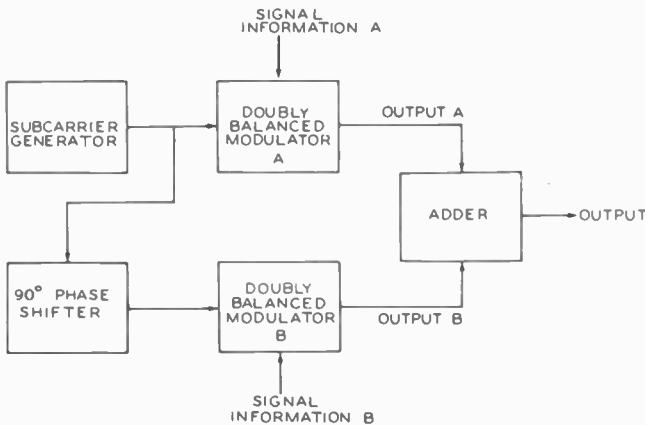 SIGNAL
INFORMATION A
SUBCARRIER
GENERATOR
DOUBLY
BALANCED
MODULATOR
A
OUTPUT A
ADDER
OUTPUT
90° PHASE
SHIFTER
DOUBLY
BALANCED
MODULATOR
B
OUTPUT B
SIGNAL
INFORMATION B